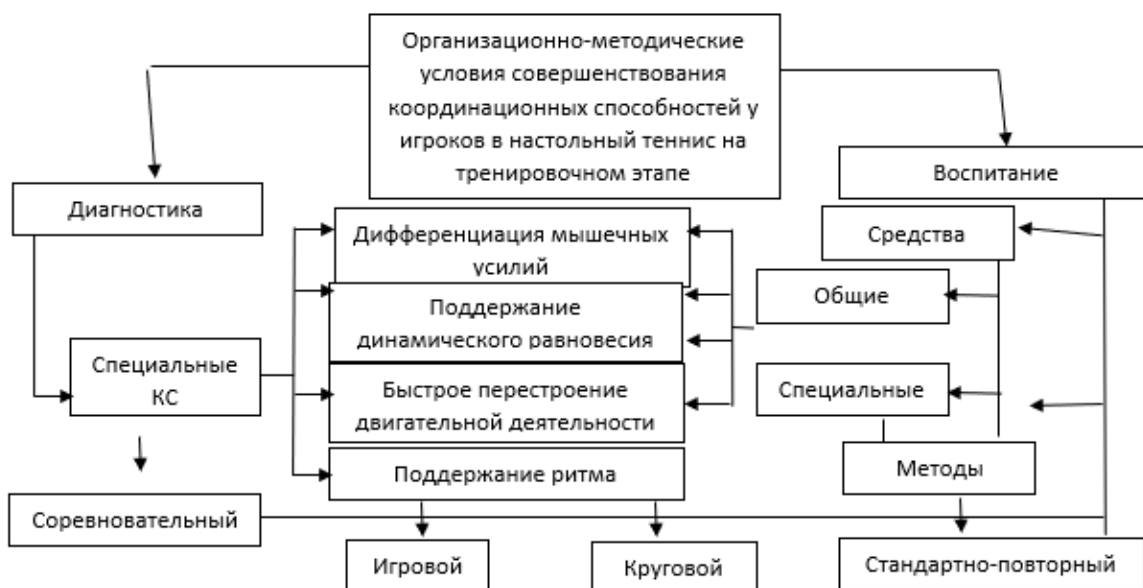 Организационно-методические
условия совершенствования
координационных способностей у
игроков в настольный теннис на
тренировочном этапе
Воспитание
Диагностика
Дифференциация мышечных
усилий
Средства
Поддержание
динамического равновесия
Общие
Специальные
КС
Быстрое перестроение
двигательной деятельности
Специальные
Поддержание ритма
Методы
Соревновательный
Игровой
Круговой
Стандартно-повторный